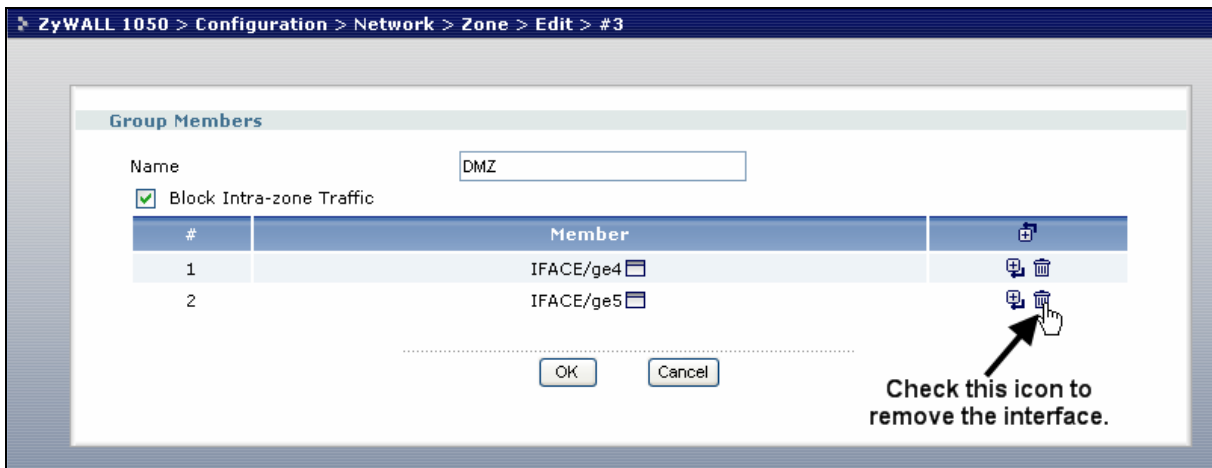 ZyWALL 1050 > Configuration > Network > Zone > Edit > #3
Group Members
Name DMZ
Block Intra-zone Traffic
# Member
1 IFACE/ge4
2 IFACE/ge5
OK Cancel
Check this icon to
remove the interface.